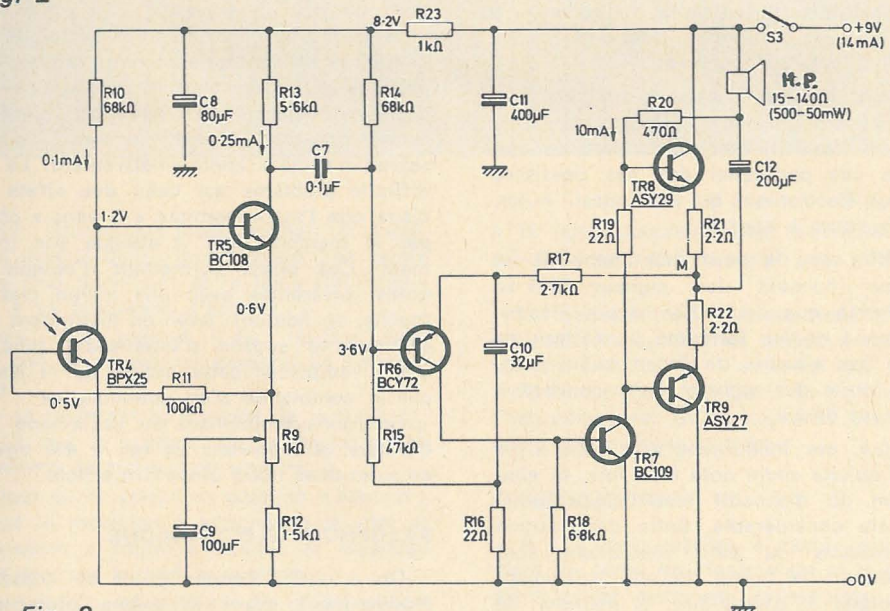 8.2V
R23
1kΩ
S3
+9V
(14mA)
R10
68kΩ
C8
80μF
R13
5·6kΩ
R14
68kΩ
C11
400μF
R20
470Ω
H.P.
15-140Ω
(500-50mW)
0.1mA
0·25mA
C7
0·1μF
10mA
TR8
ASY29
C12
200μF
1.2V
TR5
BC108
R19
22Ω
R21
2·2Ω
R17
2·7kΩ
M
0.6V
R22
2·2Ω
3·6V
C10
32μF
TR4
BPX25
R11
100kΩ
TR6
BCY72
TR9
ASY27
0·5V
R9
1kΩ
R15
47kΩ
TR7
BC109
C9
100μF
R12
1·5kΩ
R16
22Ω
R18
6·8kΩ
0V